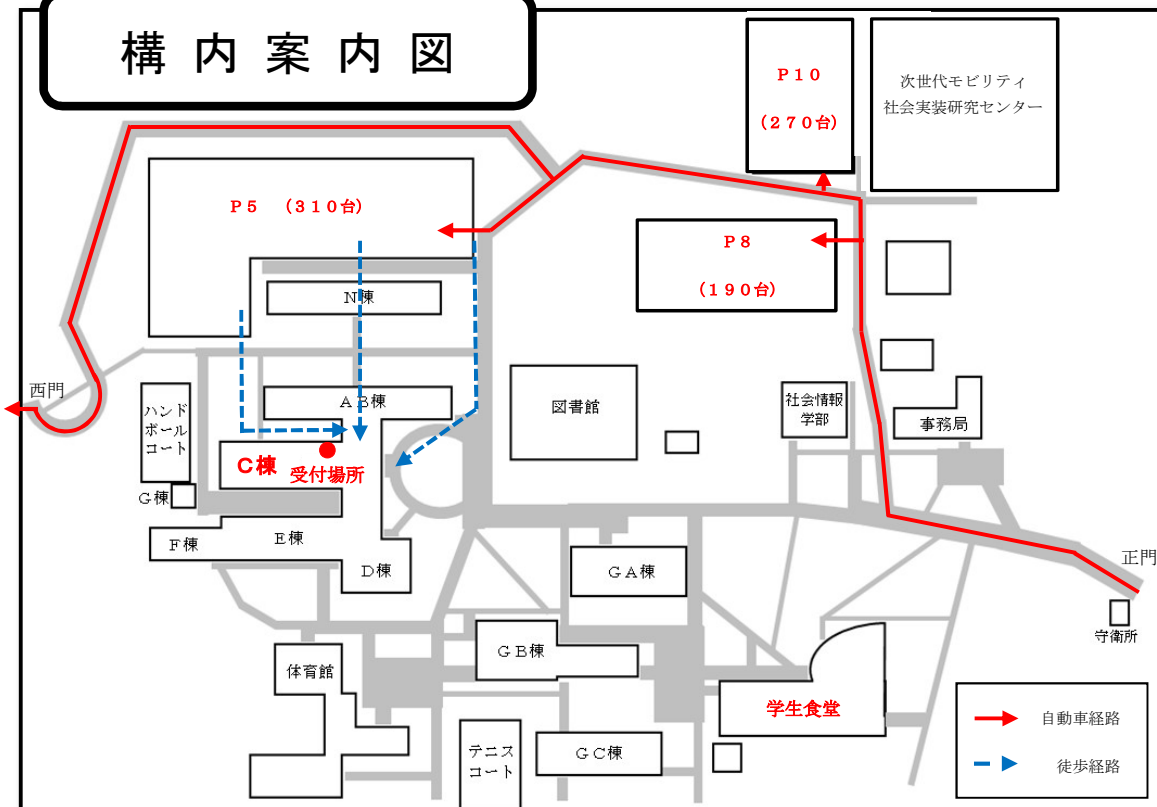 構内案内図
P10
(270台)
次世代モビリティ
社会実装研究センター
P5 (310台)
P8
(190台)
N棟
西門
ハンド
ボール
コート
AB棟
図書館
社会情報
学部
事務局
C棟
受付場所
G棟
F棟
E棟
D棟
GA棟
正門
守衛所
GB棟
体育館
学生食堂
テニス
コート
GC棟
自動車経路
徒歩経路